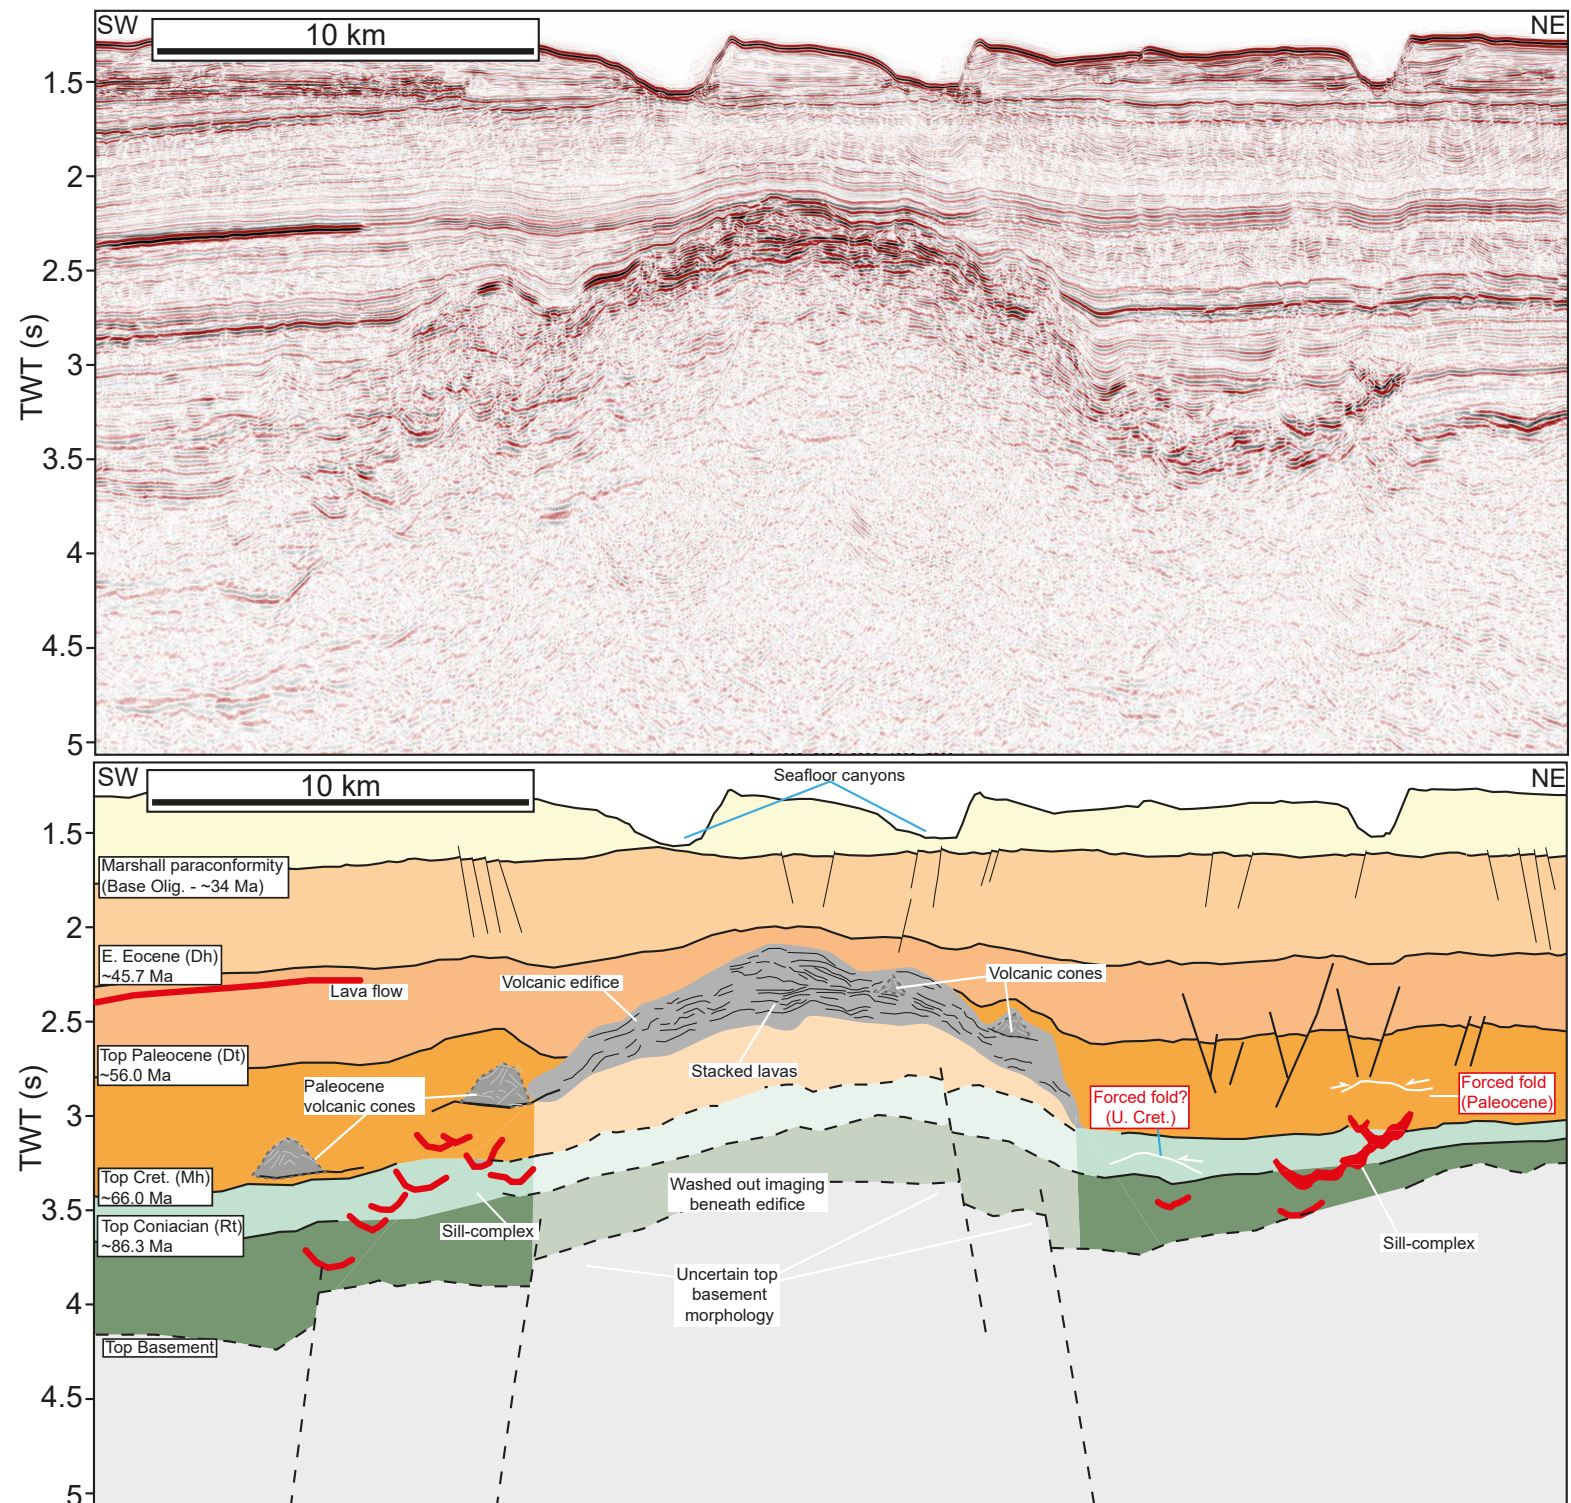 SW
10 km
NE
1.5
2
2.5
3
3.5
4
4.5
5
TWT (s)
SW
10 km
Seafloor canyons
NE
1.5
2
2.5
3
3.5
4
4.5
5
TWT (s)
Marshall paraconformity
(Base Olig. - ~34 Ma)
E. Eocene (Dh)
~45.7 Ma
Lava flow
Volcanic edifice
Volcanic cones
Top Paleocene (Dt)
~56.0 Ma
Stacked lavas
Paleocene
volcanic cones
Forced fold?
(U. Cret.)
Forced fold
(Paleocene)
Top Cret. (Mh)
~66.0 Ma
Washed out imaging
beneath edifice
Top Coniacian (Rt)
~86.3 Ma
Sill-complex
Sill-complex
Uncertain top
basement
morphology
Top Basement